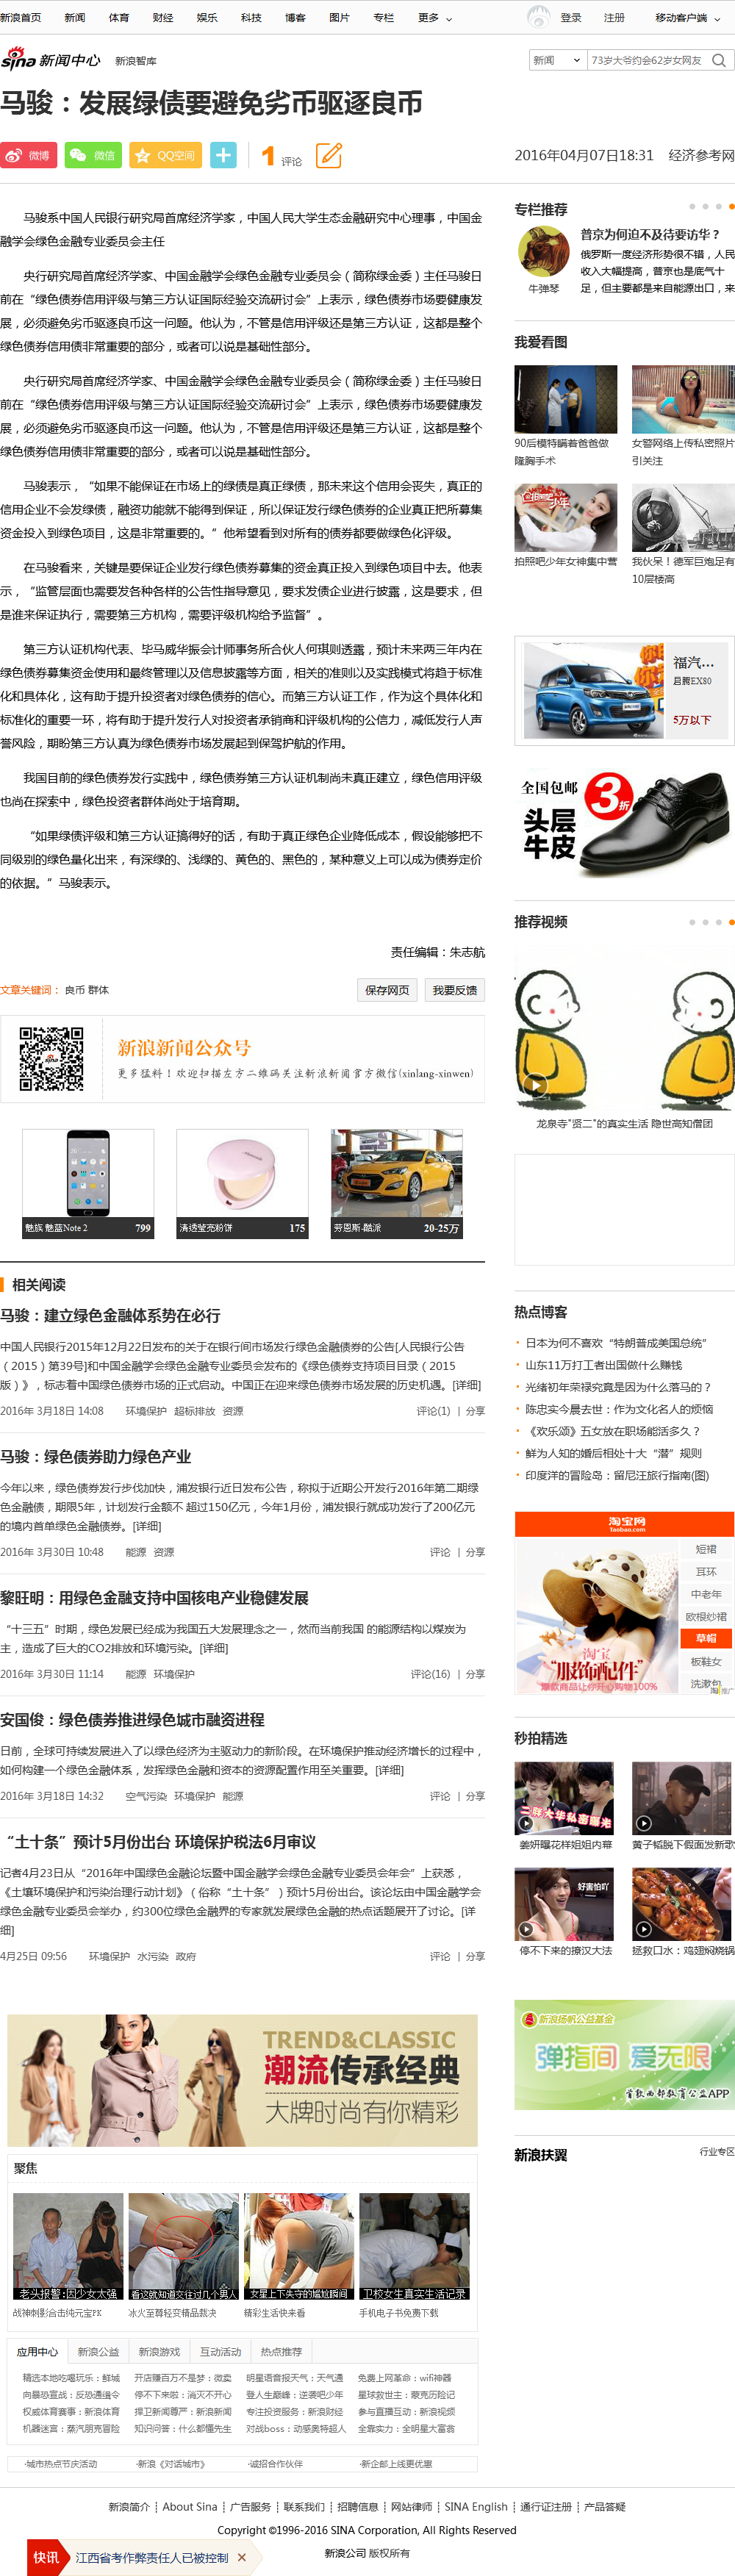 新浪首页 新闻 体育 财经 娱乐 科技 博客 图片 专栏 更多 登录 注册 移动客户端
sina 新闻中心 新浪智库 新闻 73岁大爷约会62岁女网友
马骏：发展绿债要避免劣币驱逐良币
微博 微信 QQ空间 1 评论 2016年04月07日18:31 经济参考网
马骏系中国人民银行研究局首席经济学家，中国人民大学生态金融研究中心理事，中国金
融学会绿色金融专业委员会主任
央行研究局首席经济学家、中国金融学会绿色金融专业委员会（简称绿金委）主任马骏日
前在“绿色债券信用评级与第三方认证国际经验交流研讨会”上表示，绿色债券市场要健康发
展，必须避免劣币驱逐良币这一问题。他认为，不管是信用评级还是第三方认证，这都是整个
绿色债券信用债非常重要的部分，或者可以说是基础性部分。
央行研究局首席经济学家、中国金融学会绿色金融专业委员会（简称绿金委）主任马骏日
前在“绿色债券信用评级与第三方认证国际经验交流研讨会”上表示，绿色债券市场要健康发
展，必须避免劣币驱逐良币这一问题。他认为，不管是信用评级还是第三方认证，这都是整个
绿色债券信用债非常重要的部分，或者可以说是基础性部分。
马骏表示，“如果不能保证在市场上的绿债是真正绿债，那未来这个信用会丧失，真正的
信用企业不会发绿债，融资功能就不能得到保证，所以保证发行绿债券的企业真正把所募集
资金投入到绿色项目，这是非常重要的。“他希望看到对所有的债券都要做绿色化评级。
在马骏看来，关键是要保证企业发行绿色债券募集的资金真正投入到绿色项目中去。他表
示，“监管层面也需要发各种各样的公告性指导意见，要求发债企业进行披露，这是要求，但
是谁来保证执行，需要第三方机构，需要评级机构给予监督”。
第三方认证机构代表、毕马威华振会计师事务所合伙人何琪则透露，预计未来两三年内在
绿色债券募集资金使用和最终管理以及信息披露等方面，相关的准则以及实践模式将趋于标准
化和具体化，这有助于提升投资者对绿色债券的信心。而第三方认证工作，作为这个具体化和
标准化的重要一环，将有助于提升发行人对投资者承销商和评级机构的公信力，减低发行人声
誉风险，期盼第三方认真为绿色债券市场发展起到保驾护航的作用。
我国目前的绿色债券发行实践中，绿色债券第三方认证机制尚未真正建立，绿色信用评级
也尚在探索中，绿色投资者群体尚处于培育期。
“如果绿债评级和第三方认证搞得好的话，有助于真正绿色企业降低成本，假设能够把不
同级别的绿色量化出来，有深绿的、浅绿的、黄色的、黑色的，某种意义上可以成为债券定价
的依据。”马骏表示。
责任编辑：朱志航
文章关键词： 良币 群体 保存网页 我要反馈
新浪新闻公众号
更多猛料！欢迎扫描左方二维码关注新浪新闻官方微信(xinlang-xinwen)
魅族 魅蓝Note 2 799 清透莹亮粉饼 175 劳恩斯-酷派 20-25万
相关阅读
马骏：建立绿色金融体系势在必行
中国人民银行2015年12月22日发布的关于在银行间市场发行绿色金融债券的公告[人民银行公告
（2015）第39号]和中国金融学会绿色金融专业委员会发布的《绿色债券支持项目目录（2015
版）》，标志着中国绿色债券市场的正式启动。中国正在迎来绿色债券市场发展的历史机遇。[详细]
2016年 3月18日 14:08 环境保护 超标排放 资源 评论(1) | 分享
马骏：绿色债券助力绿色产业
今年以来，绿色债券发行步伐加快，浦发银行近日发布公告，称拟于近期公开发行2016年第二期绿
色金融债，期限5年，计划发行金额不 超过150亿元，今年1月份，浦发银行就成功发行了200亿元
的境内首单绿色金融债券。[详细]
2016年 3月30日 10:48 能源 资源 评论 | 分享
黎旺明：用绿色金融支持中国核电产业稳健发展
“十三五”时期，绿色发展已经成为我国五大发展理念之一，然而当前我国 的能源结构以煤炭为
主，造成了巨大的CO2排放和环境污染。[详细]
2016年 3月30日 11:14 能源 环境保护 评论(16) | 分享
安国俊：绿色债券推进绿色城市融资进程
日前，全球可持续发展进入了以绿色经济为主驱动力的新阶段。在环境保护推动经济增长的过程中，
如何构建一个绿色金融体系，发挥绿色金融和资本的资源配置作用至关重要。[详细]
2016年 3月18日 14:32 空气污染 环境保护 能源 评论 | 分享
“土十条”预计5月份出台 环境保护税法6月审议
记者4月23日从“2016年中国绿色金融论坛暨中国金融学会绿色金融专业委员会年会”上获悉，
《土壤环境保护和污染治理行动计划》（俗称“土十条”）预计5月份出台。该论坛由中国金融学会
绿色金融专业委员会举办，约300位绿色金融界的专家就发展绿色金融的热点话题展开了讨论。[详
细]
4月25日 09:56 环境保护 水污染 政府 评论 | 分享
TREND&CLASSIC
潮流传承经典
大牌时尚有你精彩
聚焦
老头报警:因少女太强 看这就知道交往过几个男人 女星上下失守的尴尬瞬间 卫校女生真实生活记录
战神刺影合击纯元宝PK 冰火至尊轻变精品裁决 精彩生活快来看 手机电子书免费下载
应用中心 新浪公益 新浪游戏 互动活动 热点推荐
精选本地吃喝玩乐：鲜城 开店赚百万不是梦：微卖 明星语音报天气：天气通 免费上网革命：wifi神器
向暴恐宣战：反恐通缉令 停不下来啦：消灭不开心 登人生巅峰：逆袭吧少年 星球救世主：蒙克历险记
权威体育赛事：新浪体育 捍卫新闻尊严：新浪新闻 专注投资服务：新浪财经 参与直播互动：新浪视频
机器迷宫：蒸汽朋克冒险 知识问答：什么都懂先生 对战boss：动感奥特超人 全靠实力：全明星大富翁
·城市热点节庆活动 ·新浪《对话城市》 ·诚招合作伙伴 ·新企邮上线更优惠
专栏推荐
普京为何迫不及待要访华？
俄罗斯一度经济形势很不错，人民
收入大幅提高，普京也是底气十
足，但主要都是来自能源出口，来
牛弹琴
我爱看图
90后模特瞒着爸爸做
隆胸手术
女警网络上传私密照片
引关注
拍照吧少年女神集中营
我伙呆！德军巨炮足有
10层楼高
福汽...
启腾EX80
5万以下
全国包邮
3折
头层
牛皮
推荐视频
龙泉寺"贤二"的真实生活 隐世高知僧团
热点博客
日本为何不喜欢“特朗普成美国总统”
山东11万打工者出国做什么赚钱
光绪初年荣禄究竟是因为什么落马的？
陈忠实今晨去世：作为文化名人的烦恼
《欢乐颂》五女放在职场能活多久？
鲜为人知的婚后相处十大“潜”规则
印度洋的冒险岛：留尼汪旅行指南(图)
淘宝网
Taobao.com
短裙
耳环
中老年
欧根纱裙
草帽
板鞋女
洗漱包
淘宝
"服饰配件"
爆款商品让你开心购物100%
秒拍精选
三胖大华私密曝光
姜妍曝花样姐姐内幕 黄子韬脱下假面发新歌
好害怕吖
停不下来的撩汉大法 拯救口水：鸡翅焖烧锅
新浪扬帆公益基金
弹指间 爱无限
首款西部教育公益APP
新浪扶翼 行业专区
新浪简介 About Sina 广告服务 联系我们 招聘信息 网站律师 SINA English 通行证注册 产品答疑
Copyright ©1996-2016 SINA Corporation, All Rights Reserved
新浪公司 版权所有
快讯 江西省考作弊责任人已被控制